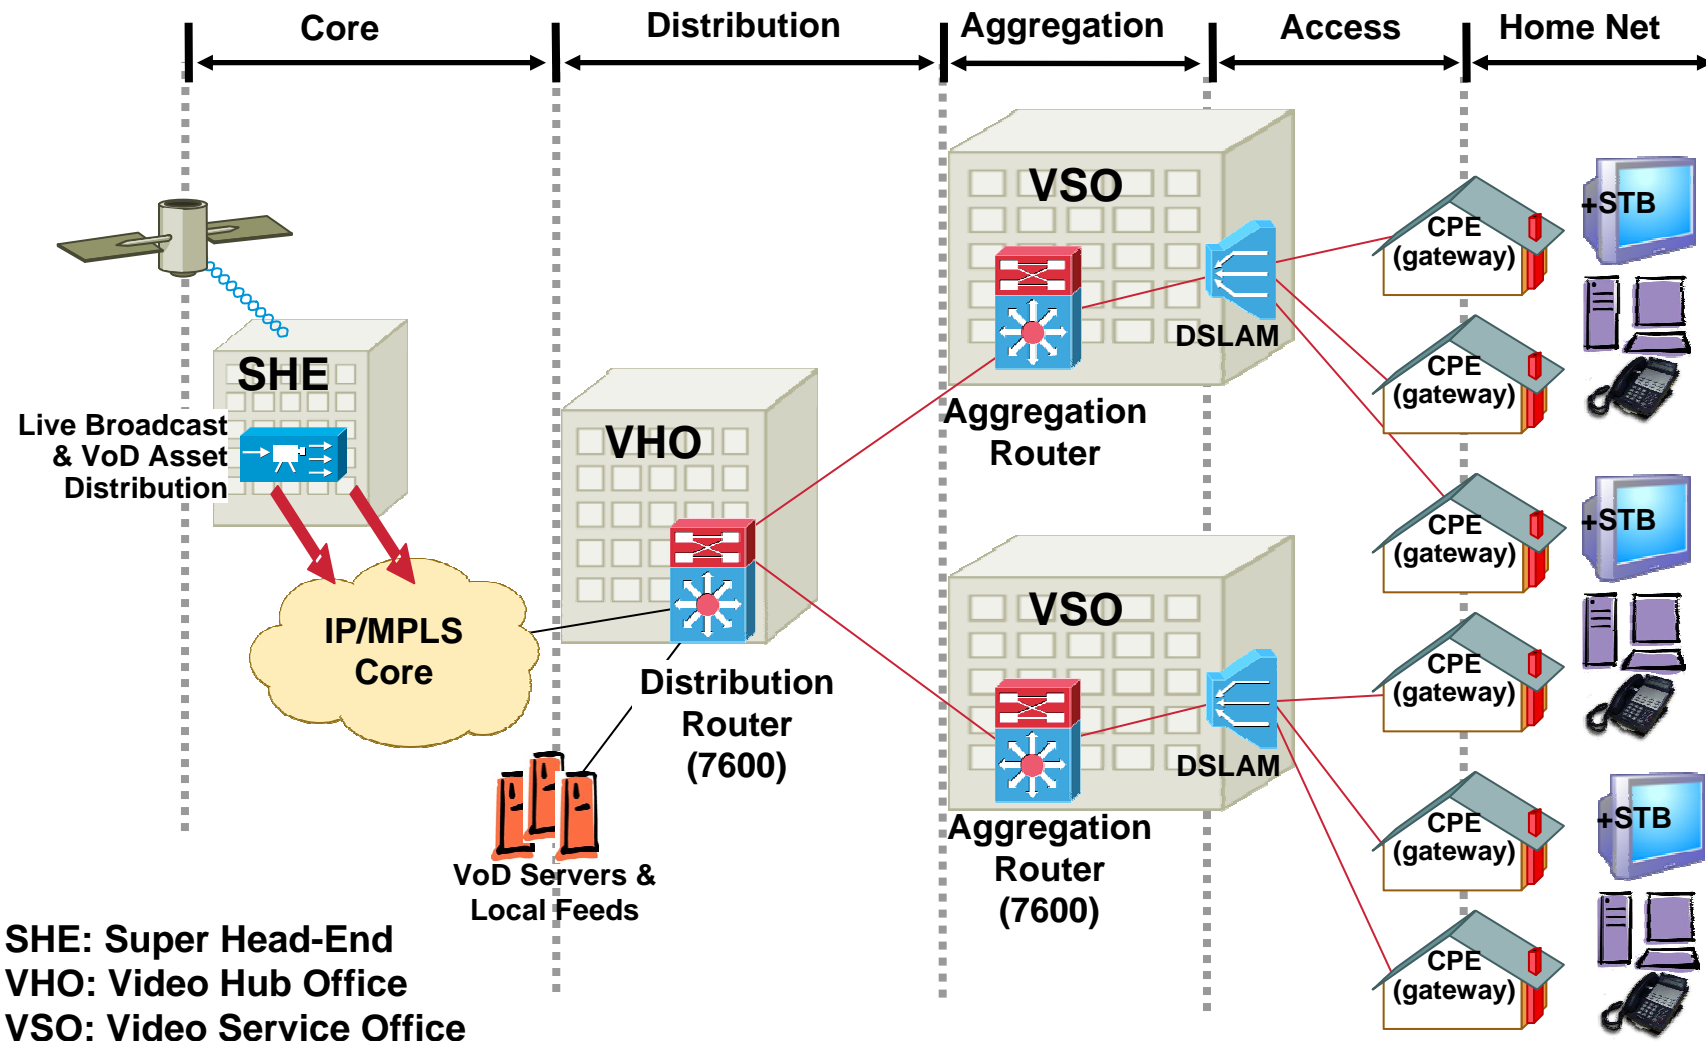 Core
Distribution
Aggregation
Access
Home Net
SHE
Live Broadcast
& VoD Asset
Distribution
IP/MPLS
Core
VHO
Distribution
Router
(7600)
VoD Servers &
Local Feeds
VSO
DSLAM
Aggregation
Router
VSO
DSLAM
Aggregation
Router
(7600)
CPE
(gateway)
CPE
(gateway)
CPE
(gateway)
CPE
(gateway)
CPE
(gateway)
CPE
(gateway)
+STB
+STB
+STB
SHE: Super Head-End
VHO: Video Hub Office
VSO: Video Service Office